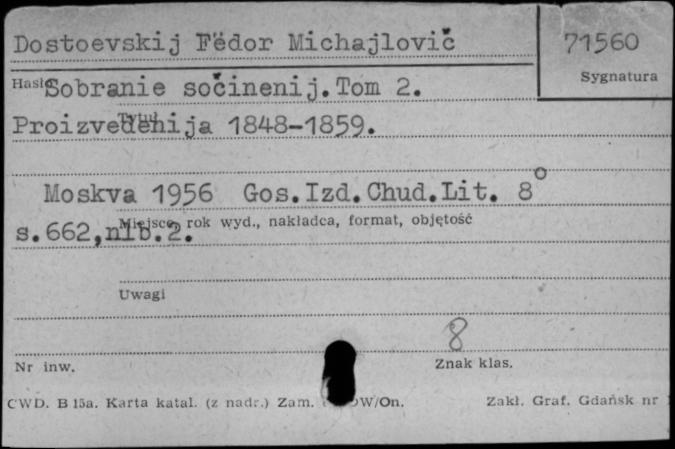 Dostoevskij Fëdor Michajlovič 71560
Hasło Sygnatura
Sobranie sočinenij. Tom 2.
Tytuł
Proizvedenija 1848-1859.
Moskva 1956 Gos.Izd.Chud.Lit. 8°
Miejsce, rok wyd., nakładca, format, objętość
s.662,nlb.2.
Uwagi
8
Nr inw. Znak klas.
CWD. B 15a. Karta katal. (z nadr.) Zam. OW/On. Zakł. Graf. Gdańsk nr